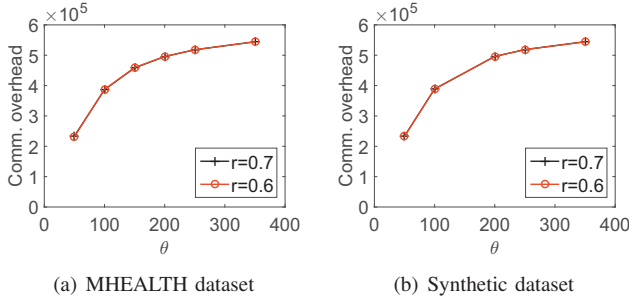 ×10^5
6
5
4
3
2
1
0
Comm. overhead
r=0.7
r=0.6
0 100 200 300 400
θ
(a) MHEALTH dataset
×10^5
6
5
4
3
2
1
0
Comm. overhead
r=0.7
r=0.6
0 100 200 300 400
θ
(b) Synthetic dataset